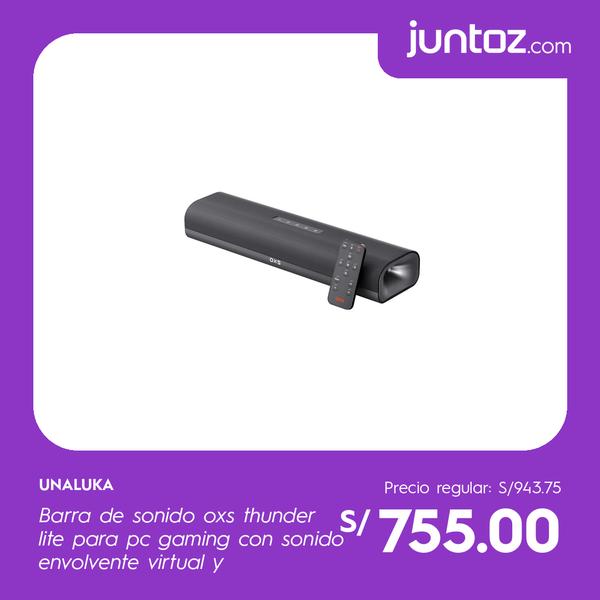 juntoz.com
oxs
UNALUKA
Precio regular: S/943.75
Barra de sonido oxs thunder
lite para pc gaming con sonido
envolvente virtual y
S/ 755.00